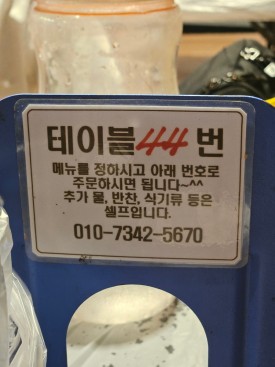 테이블 44 번
메뉴를 정하시고 아래 번호로
주문하시면 됩니다~^^
추가 물, 반찬, 식기류 등은
셀프입니다.
010-7342-5670